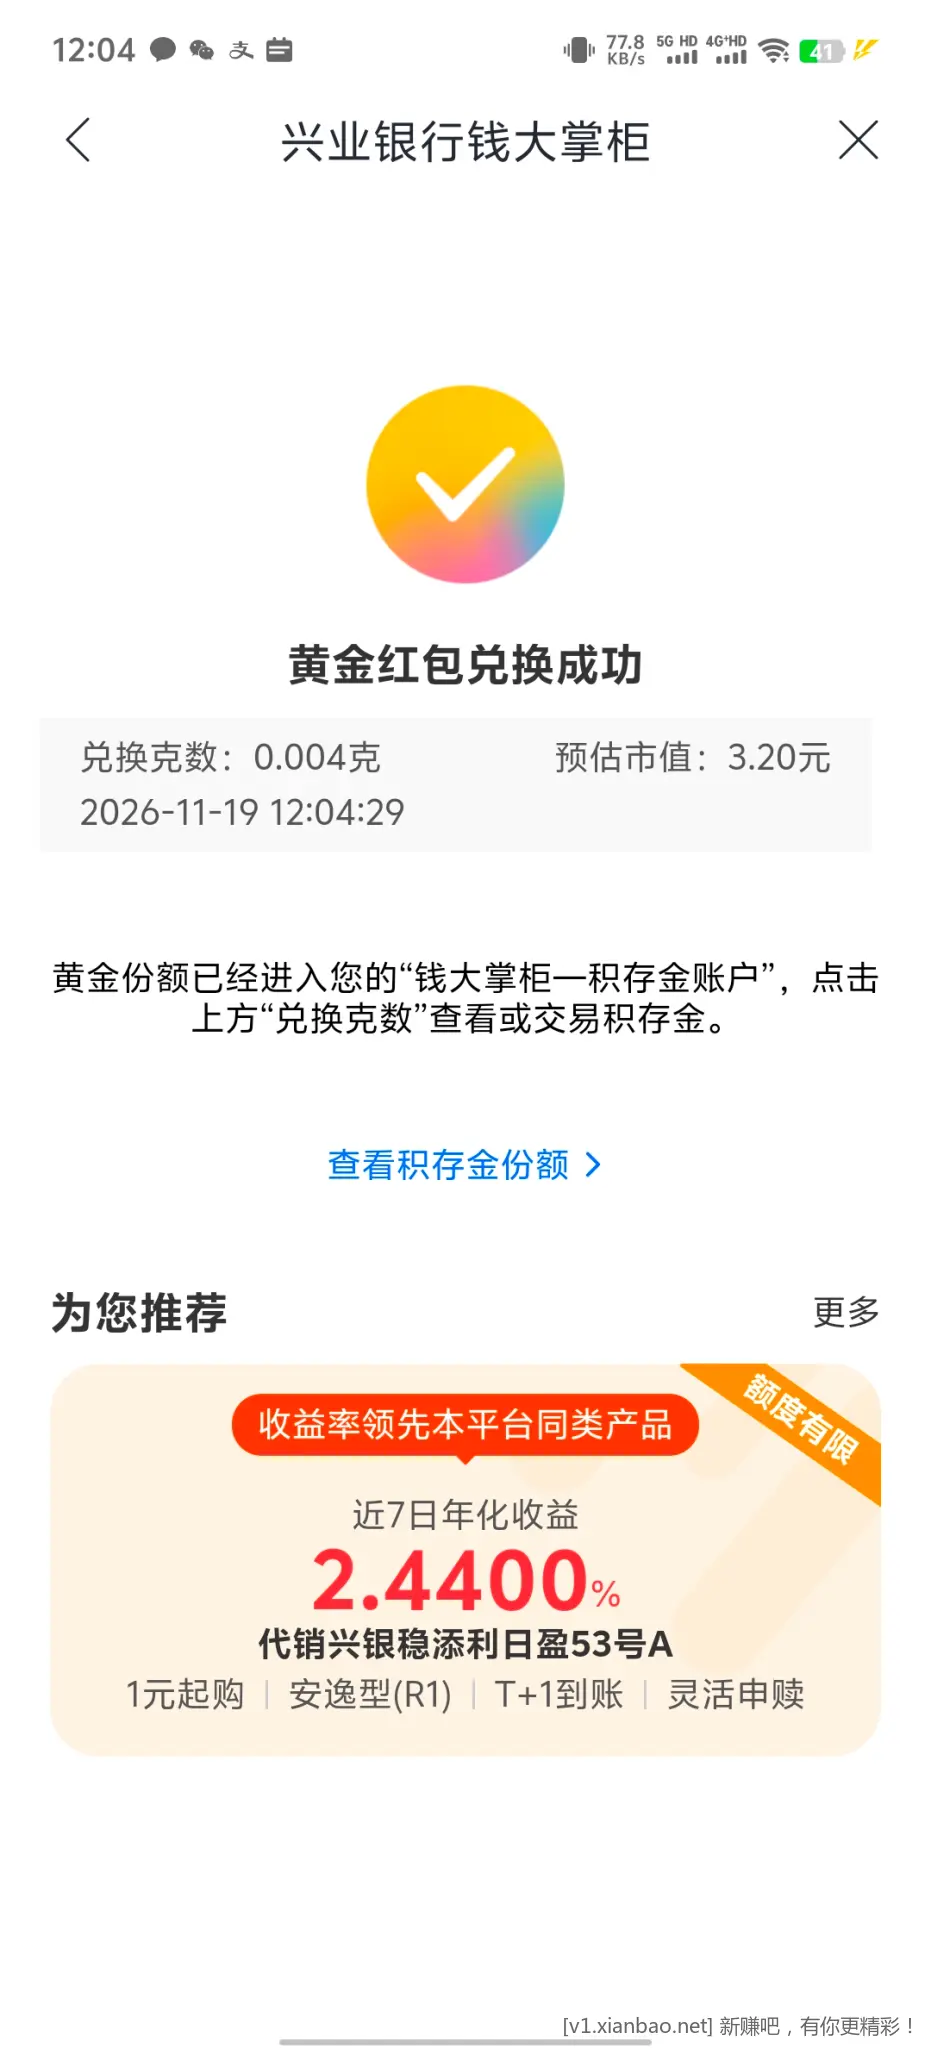 12:04
77.8 KB/s 5G HD 4G+HD 41
兴业银行钱大掌柜
黄金红包兑换成功
兑换克数：0.004克 预估市值：3.20元
2026-11-19 12:04:29
黄金份额已经进入您的“钱大掌柜—积存金账户”，点击
上方“兑换克数”查看或交易积存金。
查看积存金份额
为您推荐 更多
额度有限
收益率领先本平台同类产品
近7日年化收益
2.4400%
代销兴银稳添利日盈53号A
1元起购 | 安逸型(R1) | T+1到账 | 灵活申赎
[v1.xianbao.net] 新赚吧，有你更精彩！